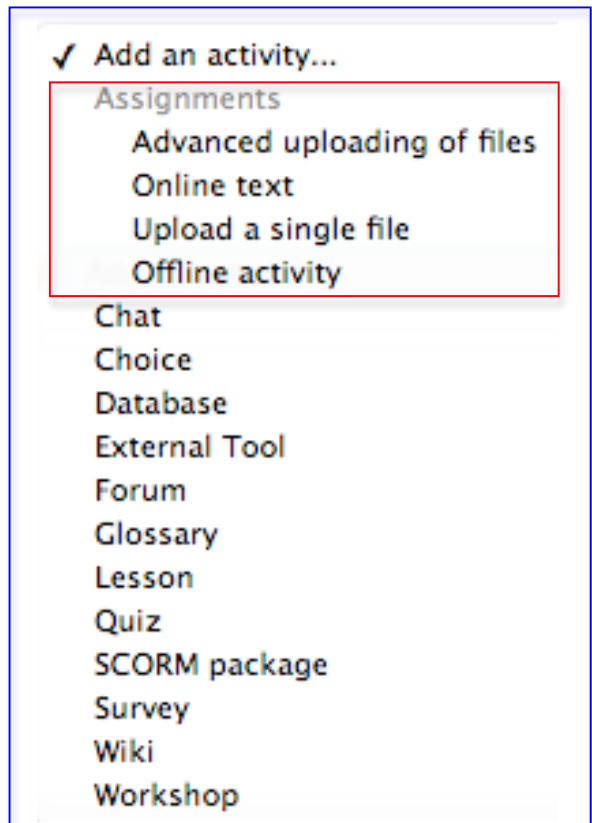 ✓ Add an activity...
Assignments
Advanced uploading of files
Online text
Upload a single file
Offline activity
Chat
Choice
Database
External Tool
Forum
Glossary
Lesson
Quiz
SCORM package
Survey
Wiki
Workshop